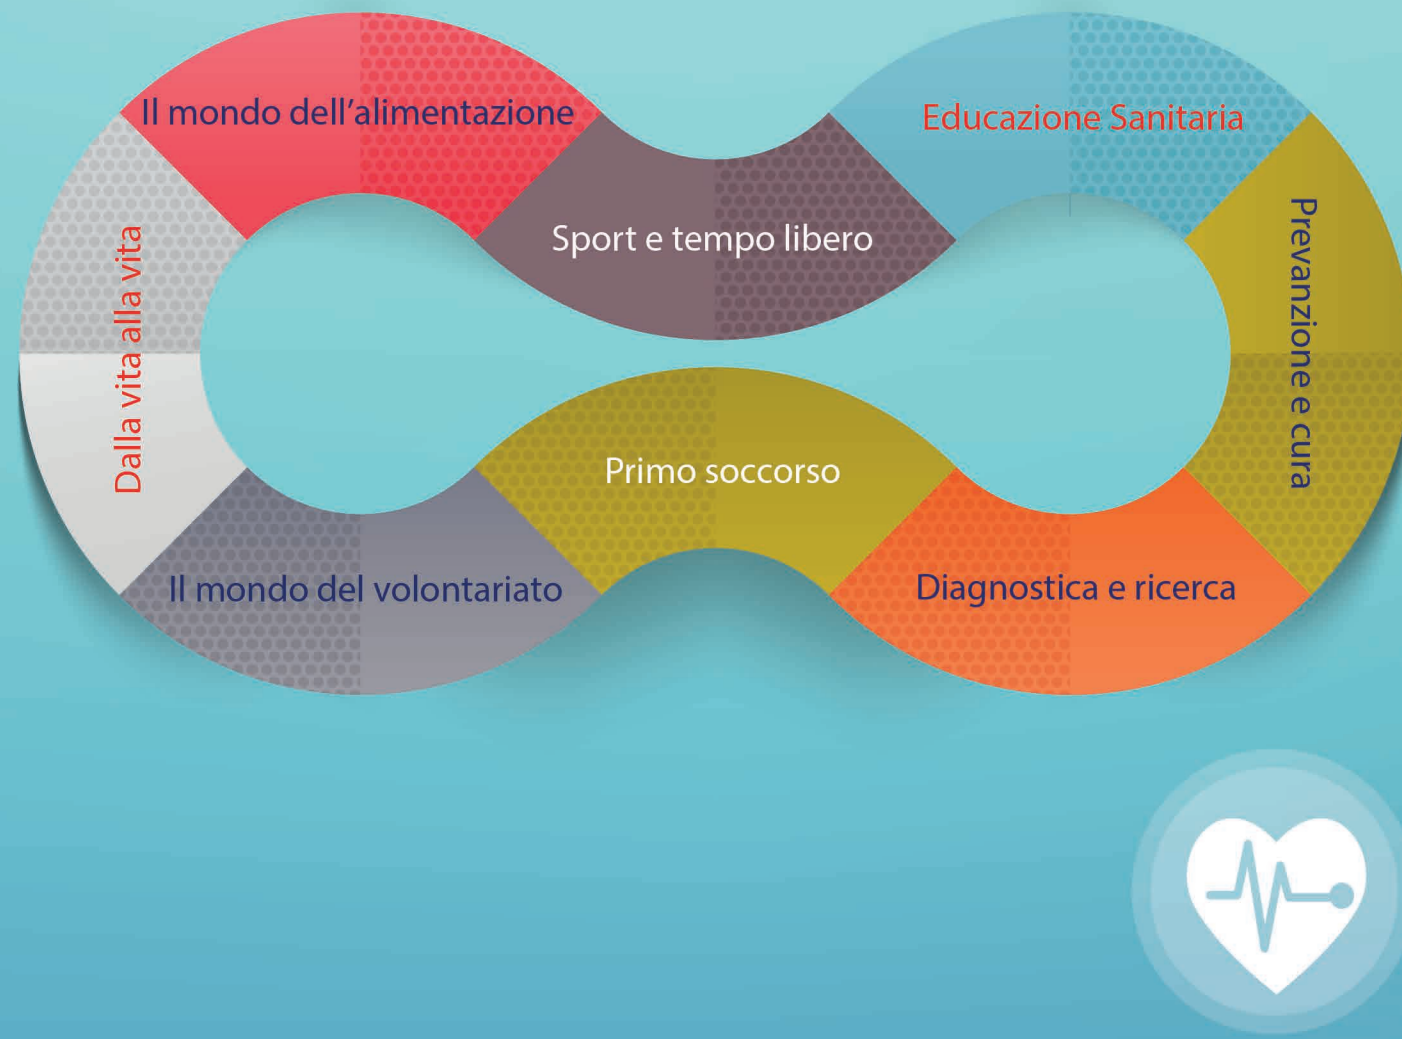 Il mondo dell’alimentazione
Educazione Sanitaria
Sport e tempo libero
Prevanzione e cura
Dalla vita alla vita
Primo soccorso
Il mondo del volontariato
Diagnostica e ricerca